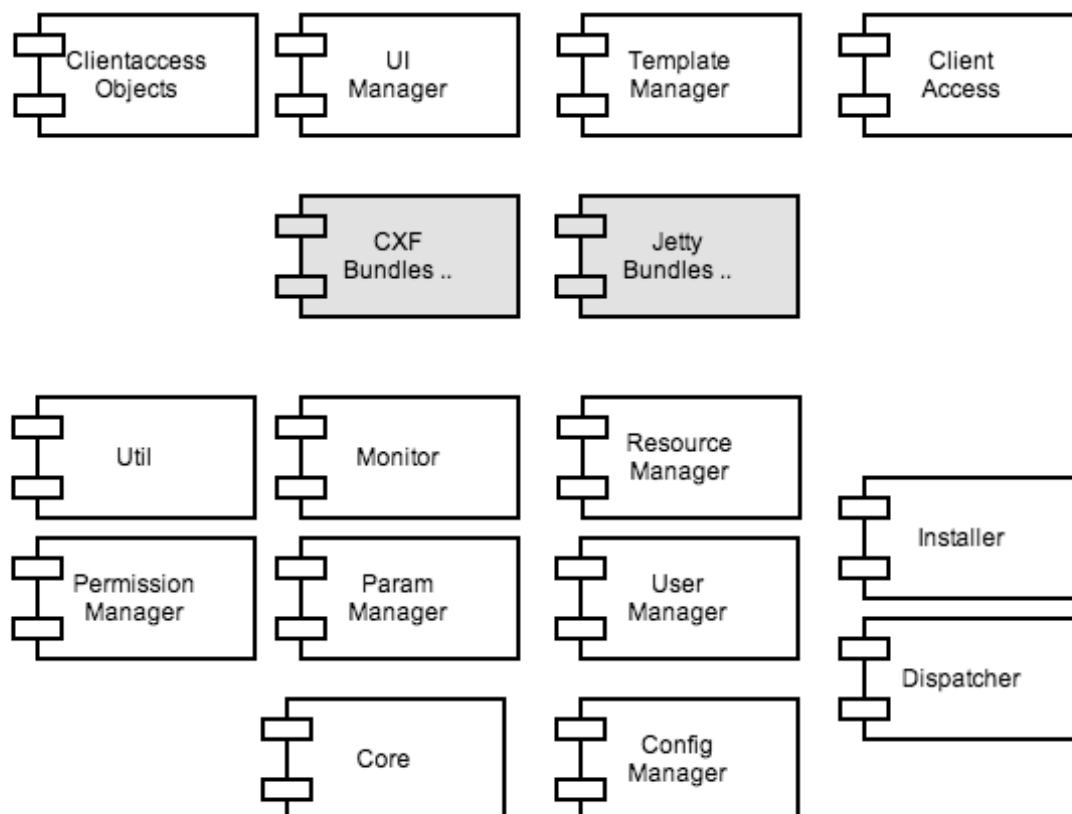 Clientaccess
Objects
UI
Manager
Template
Manager
Client
Access
CXF
Bundles ..
Jetty
Bundles ..
Util
Monitor
Resource
Manager
Installer
Permission
Manager
Param
Manager
User
Manager
Dispatcher
Core
Config
Manager